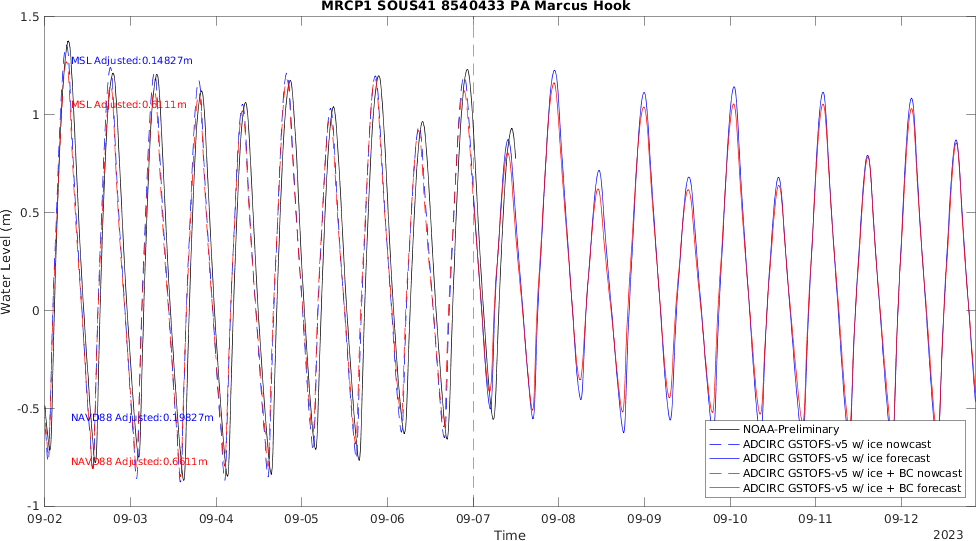 MRCP1 SOUS41 8540433 PA Marcus Hook
Water Level (m)
1.5
1
0.5
0
-0.5
-1
MSL Adjusted:0.14827m
MSL Adjusted:0.6111m
NAVD88 Adjusted:0.19827m
NAVD88 Adjusted:0.6611m
NOAA-Preliminary
ADCIRC GSTOFS-v5 w/ ice nowcast
ADCIRC GSTOFS-v5 w/ ice forecast
ADCIRC GSTOFS-v5 w/ ice + BC nowcast
ADCIRC GSTOFS-v5 w/ ice + BC forecast
09-02 09-03 09-04 09-05 09-06 09-07 09-08 09-09 09-10 09-11 09-12
Time
2023